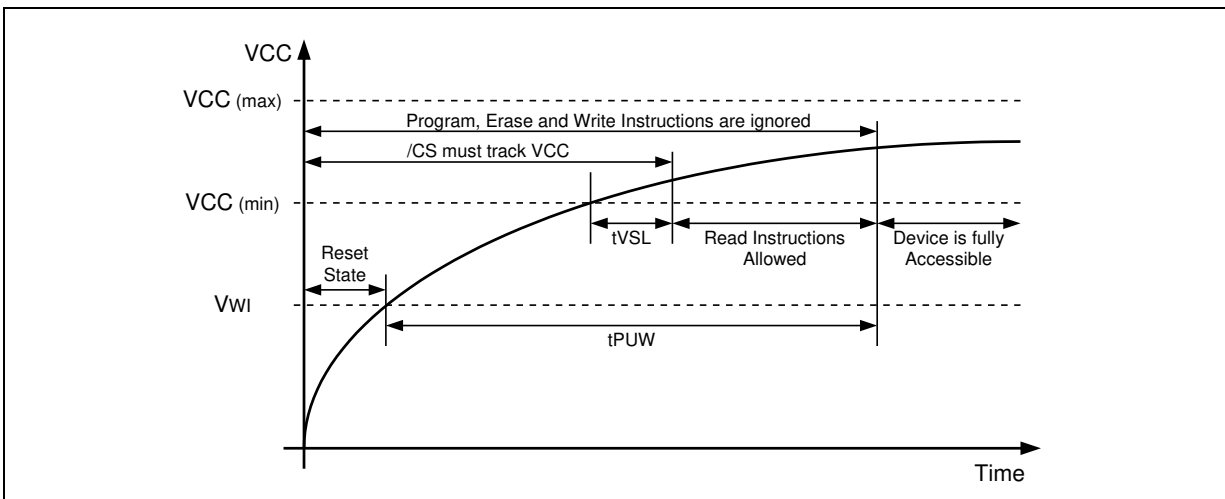 VCC
VCC (max)
Program, Erase and Write Instructions are ignored
/CS must track VCC
VCC (min)
tVSL
Read Instructions
Allowed
Device is fully
Accessible
Reset
State
VWI
tPUW
Time